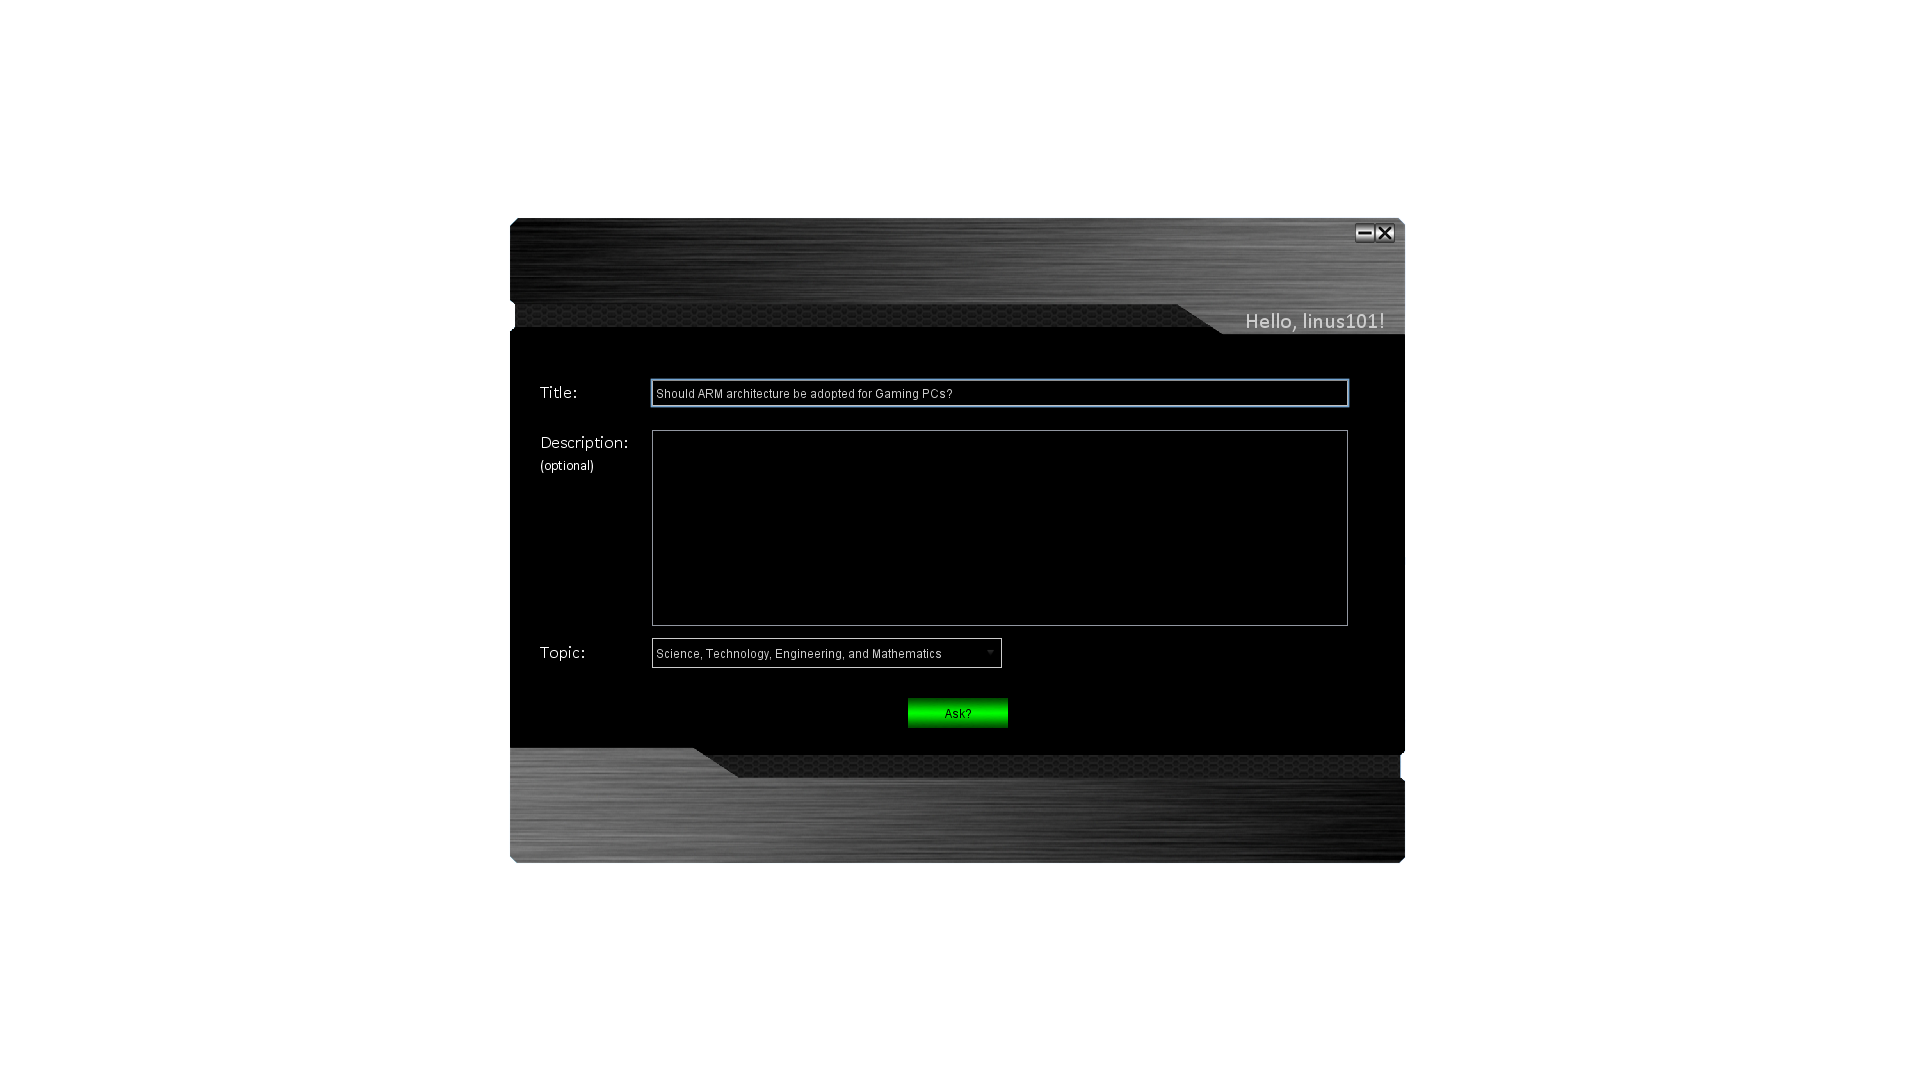 Hello, linus101!
Title:
Should ARM architecture be adopted for Gaming PCs?
Description:
(optional)
Topic:
Science, Technology, Engineering, and Mathematics
Ask?